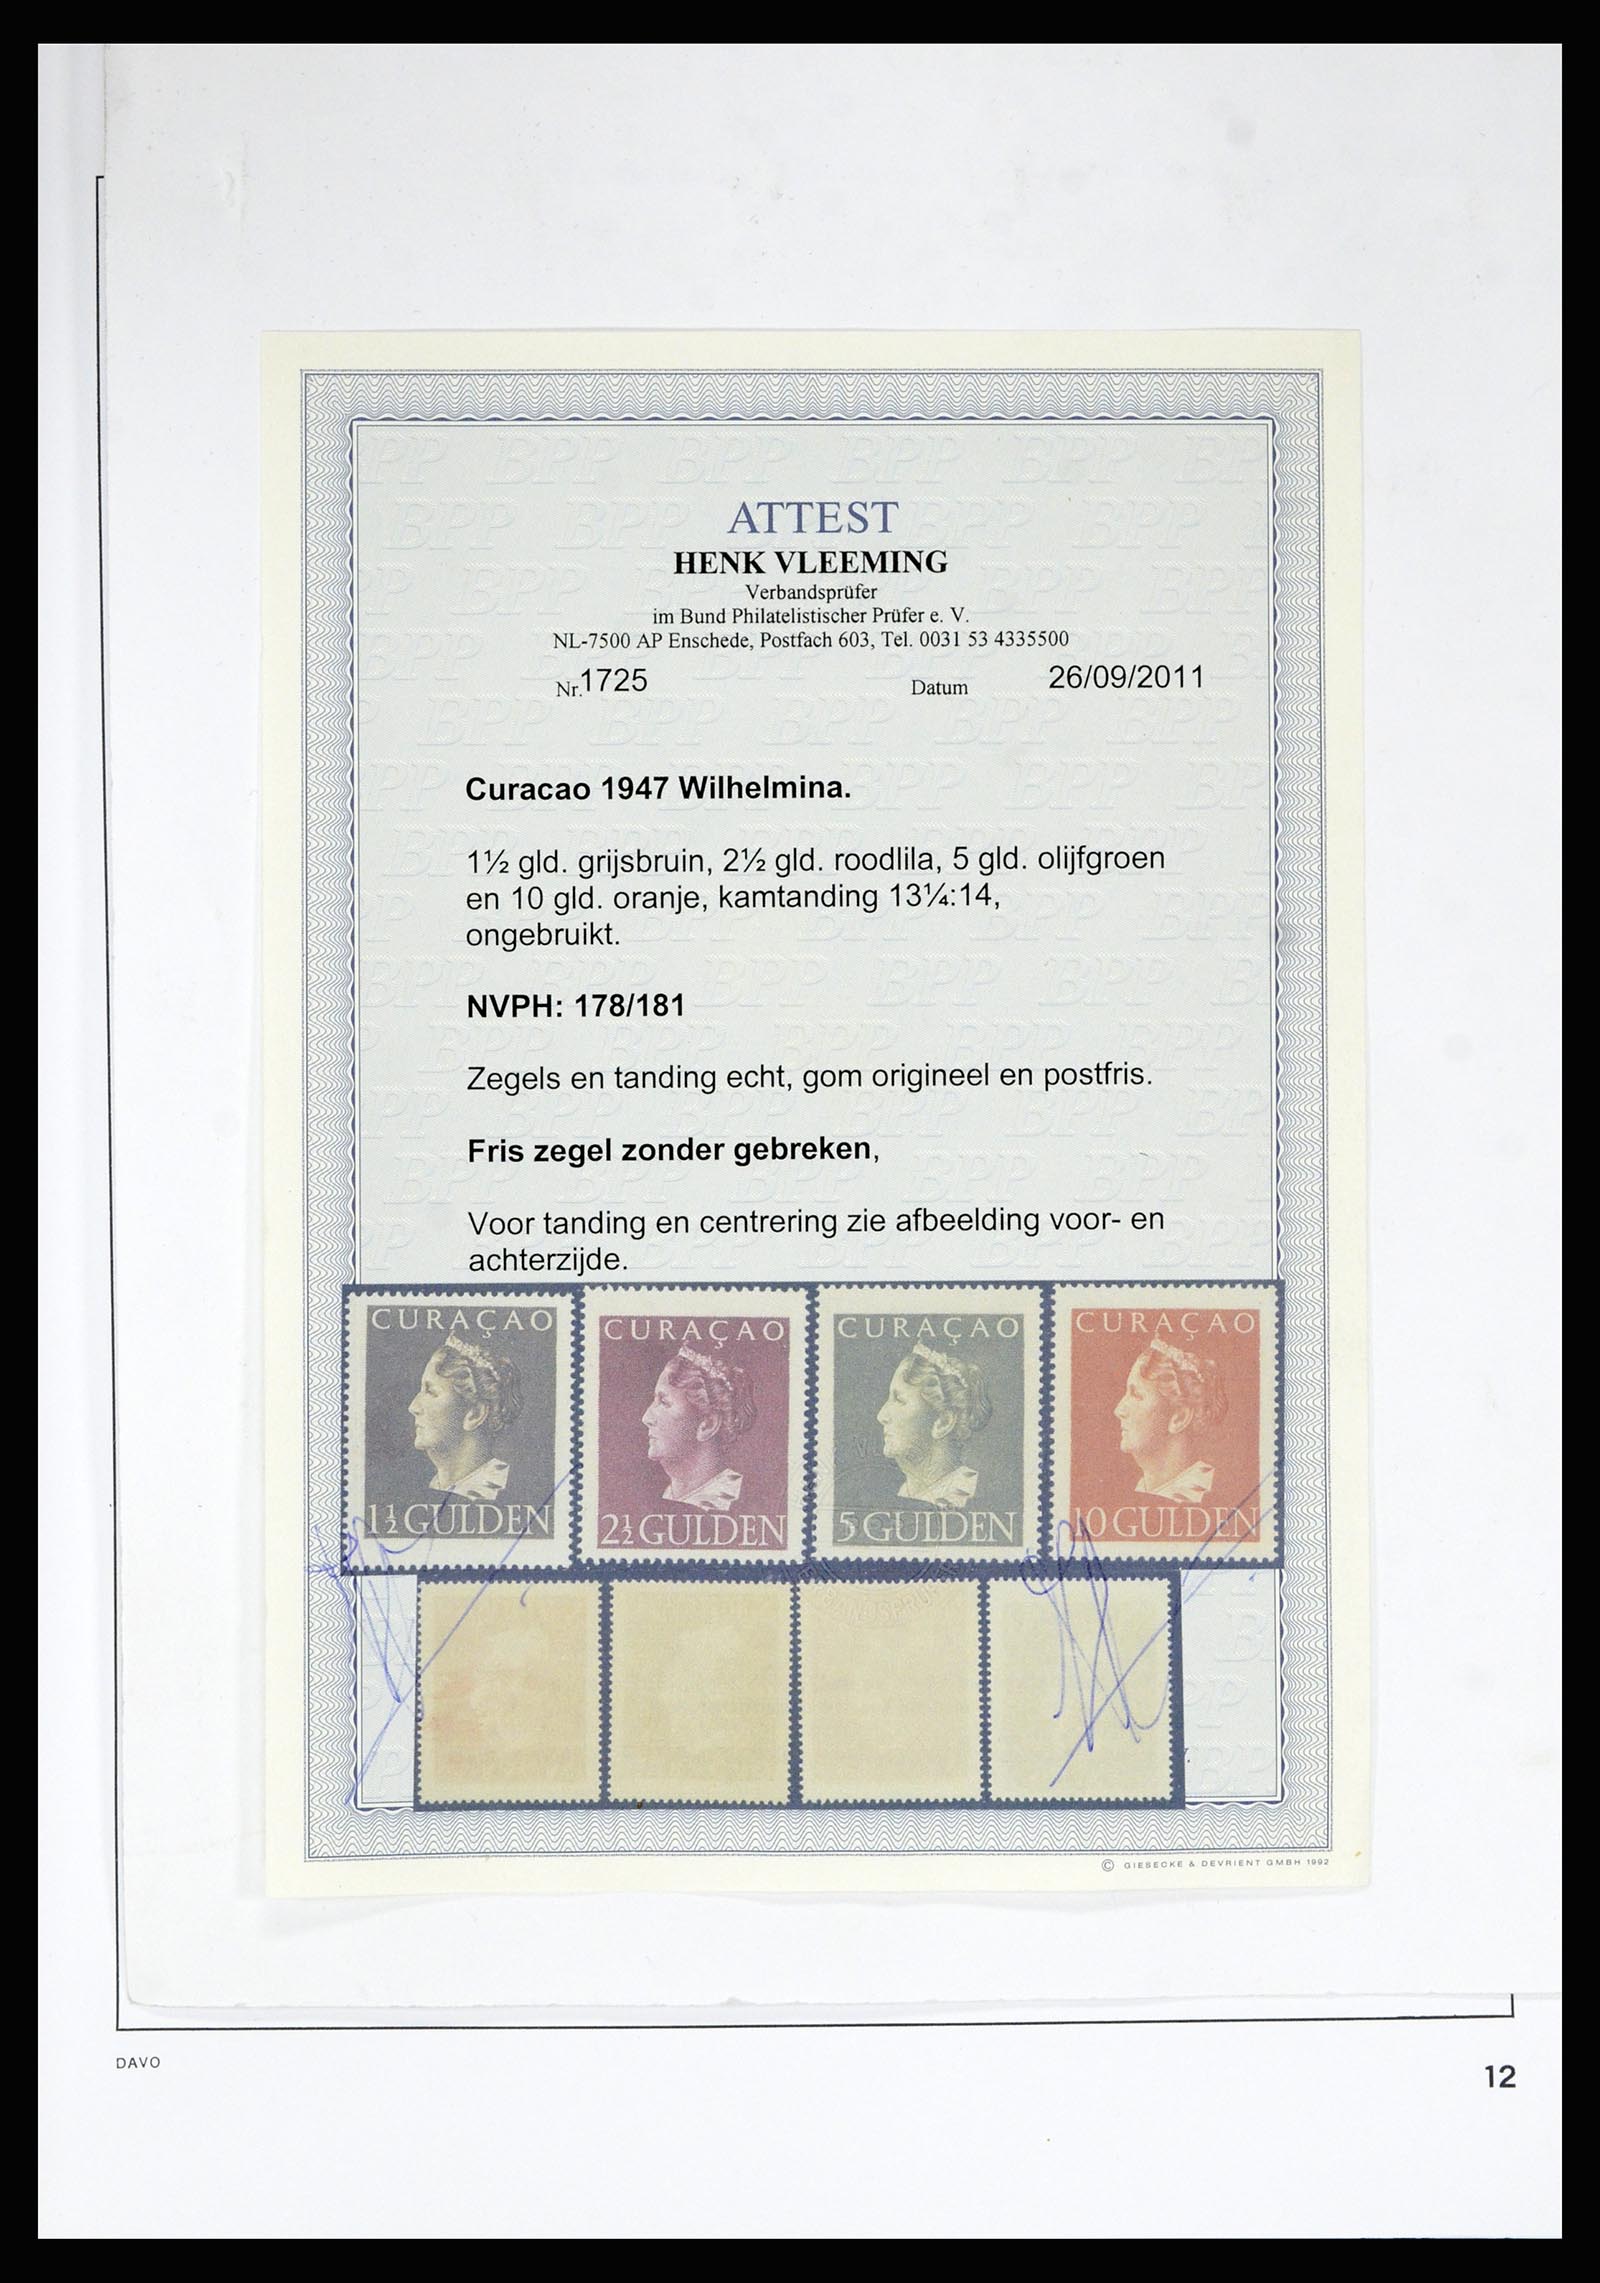 ATTEST
HENK VLEEMING
Verbandsprüfer
im Bund Philatelistischer Prüfer e. V.
NL-7500 AP Enschede, Postfach 603, Tel. 0031 53 4335500
Nr. 1725 Datum 26/09/2011
Curacao 1947 Wilhelmina.
1½ gld. grijsbruin, 2½ gld. roodlila, 5 gld. olijfgroen
en 10 gld. oranje, kamtanding 13¼:14,
ongebruikt.
NVPH: 178/181
Zegels en tanding echt, gom origineel en postfris.
Fris zegel zonder gebreken,
Voor tanding en centrering zie afbeelding voor- en
achterzijde.
CURAÇAO CURAÇAO CURAÇAO CURAÇAO
1½ GULDEN 2½ GULDEN 5 GULDEN 10 GULDEN
© GIESECKE & DEVRIENT GMBH 1992
DAVO
12